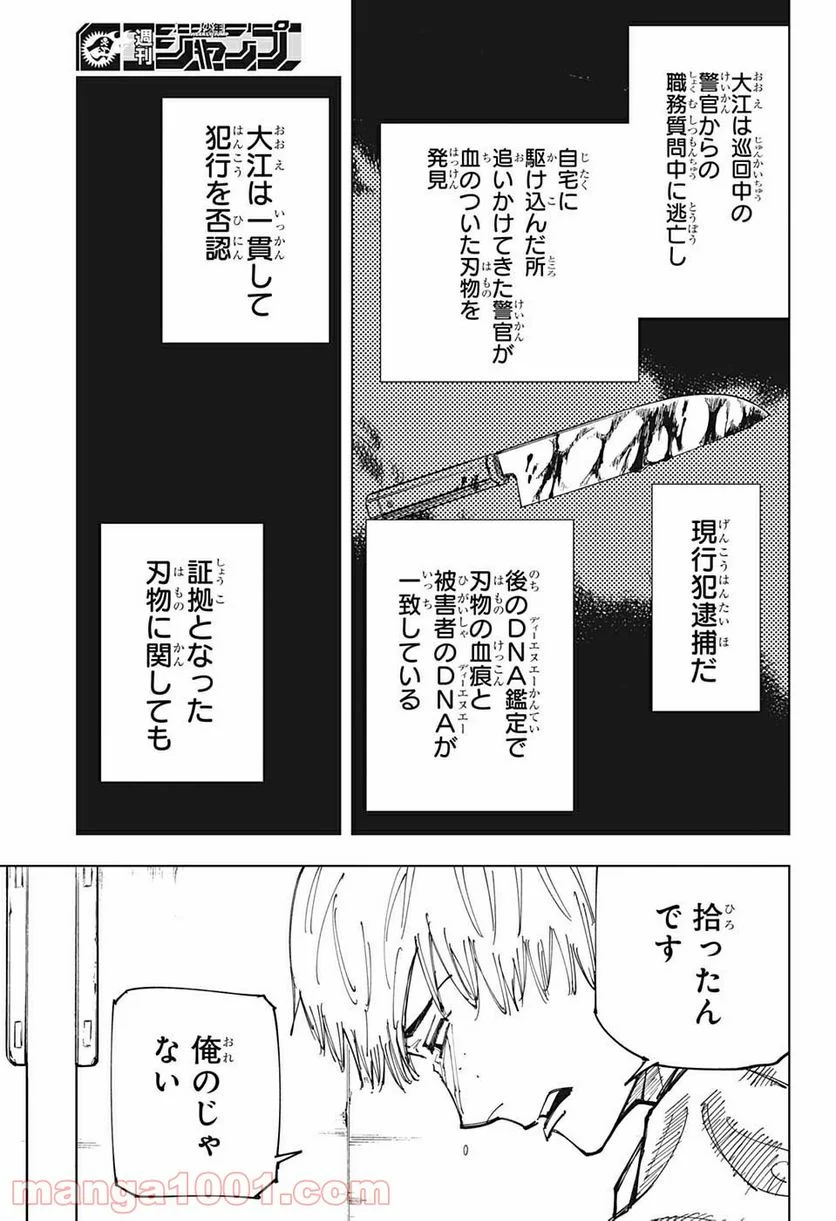 週刊少年ジャンプ
大江は巡回中の
警官からの
職務質問中に逃亡し
自宅に
駆け込んだ所
追いかけてきた警官が
血のついた刃物を
発見
現行犯逮捕だ
後のDNA鑑定で
刃物の血痕と
被害者のDNAが
一致している
大江は一貫して
犯行を否認
証拠となった
刃物に関しても
拾ったん
です
俺のじゃ
ない
manga1001.com